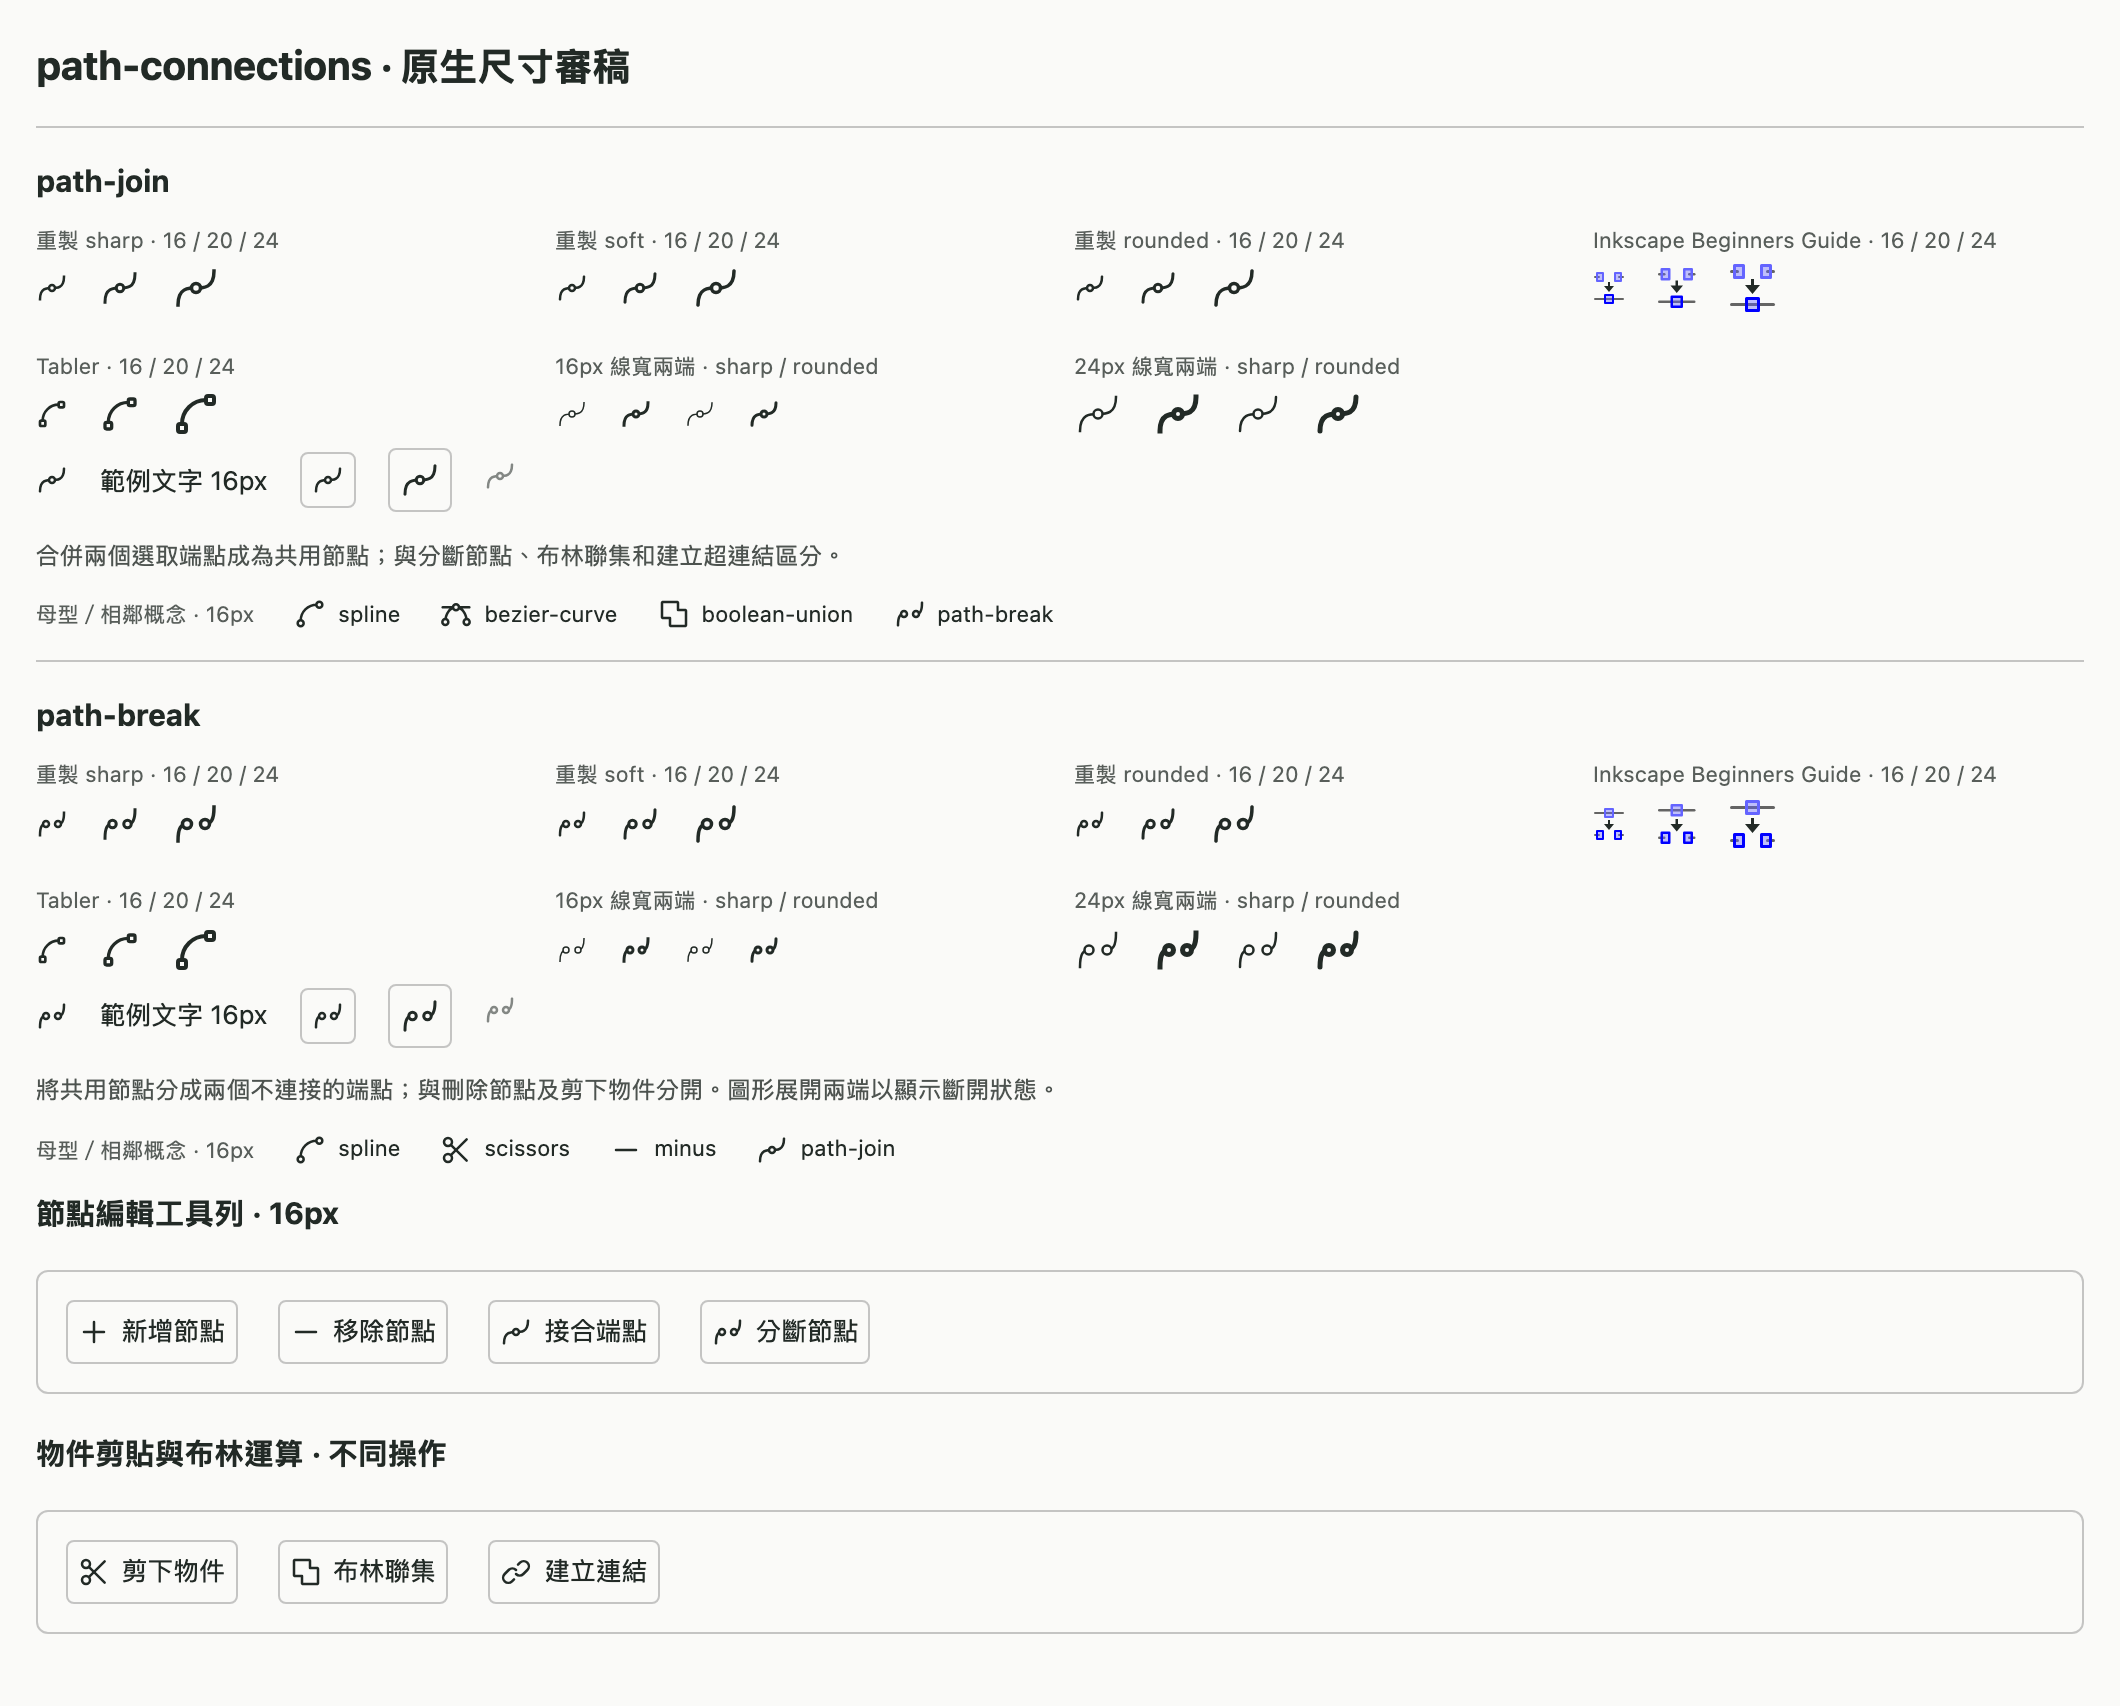 path-connections · 原生尺寸審稿
path-join
重製 sharp · 16 / 20 / 24
重製 soft · 16 / 20 / 24
重製 rounded · 16 / 20 / 24
Inkscape Beginners Guide · 16 / 20 / 24
Tabler · 16 / 20 / 24
16px 線寬兩端 · sharp / rounded
24px 線寬兩端 · sharp / rounded
範例文字 16px
合併兩個選取端點成為共用節點；與分斷節點、布林聯集和建立超連結區分。
母型 / 相鄰概念 · 16px
spline
bezier-curve
boolean-union
path-break
path-break
重製 sharp · 16 / 20 / 24
重製 soft · 16 / 20 / 24
重製 rounded · 16 / 20 / 24
Inkscape Beginners Guide · 16 / 20 / 24
Tabler · 16 / 20 / 24
16px 線寬兩端 · sharp / rounded
24px 線寬兩端 · sharp / rounded
範例文字 16px
將共用節點分成兩個不連接的端點；與刪除節點及剪下物件分開。圖形展開兩端以顯示斷開狀態。
母型 / 相鄰概念 · 16px
spline
scissors
minus
path-join
節點編輯工具列 · 16px
新增節點
移除節點
接合端點
分斷節點
物件剪貼與布林運算 · 不同操作
剪下物件
布林聯集
建立連結